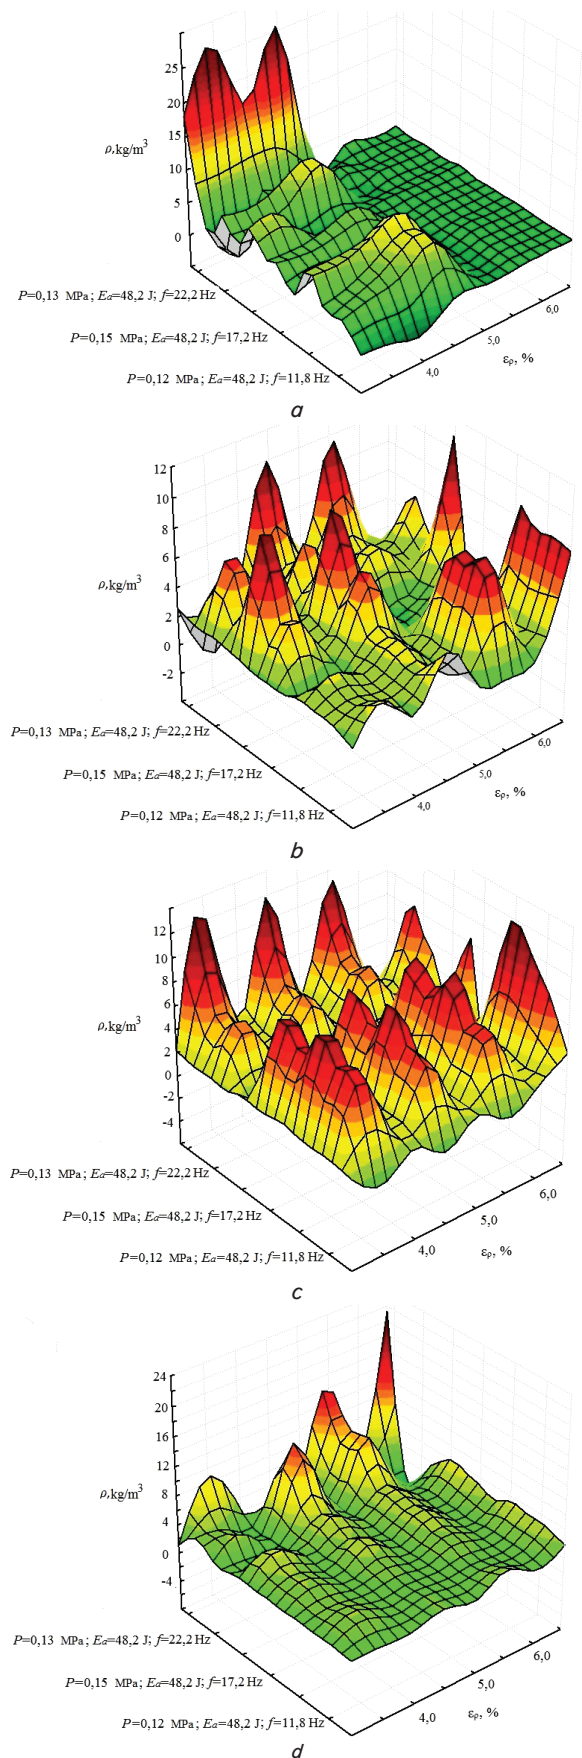 25
20
15
10
5
0
ρ,kg/m³
P=0,13 MPa; Eₐ=48,2 J; f=22,2 Hz
P=0,15 MPa; Eₐ=48,2 J; f=17,2 Hz
P=0,12 MPa; Eₐ=48,2 J; f=11,8 Hz
4,0
5,0
6,0
ερ, %
a
12
10
8
6
4
2
0
-2
ρ,kg/m³
P=0,13 MPa; Eₐ=48,2 J; f=22,2 Hz
P=0,15 MPa; Eₐ=48,2 J; f=17,2 Hz
P=0,12 MPa; Eₐ=48,2 J; f=11,8 Hz
4,0
5,0
6,0
ερ, %
b
12
10
8
6
4
2
0
-2
-4
ρ,kg/m³
P=0,13 MPa; Eₐ=48,2 J; f=22,2 Hz
P=0,15 MPa; Eₐ=48,2 J; f=17,2 Hz
P=0,12 MPa; Eₐ=48,2 J; f=11,8 Hz
4,0
5,0
6,0
ερ, %
c
24
20
16
12
8
4
0
-4
ρ,kg/m³
P=0,13 MPa; Eₐ=48,2 J; f=22,2 Hz
P=0,15 MPa; Eₐ=48,2 J; f=17,2 Hz
P=0,12 MPa; Eₐ=48,2 J; f=11,8 Hz
4,0
5,0
6,0
ερ, %
d